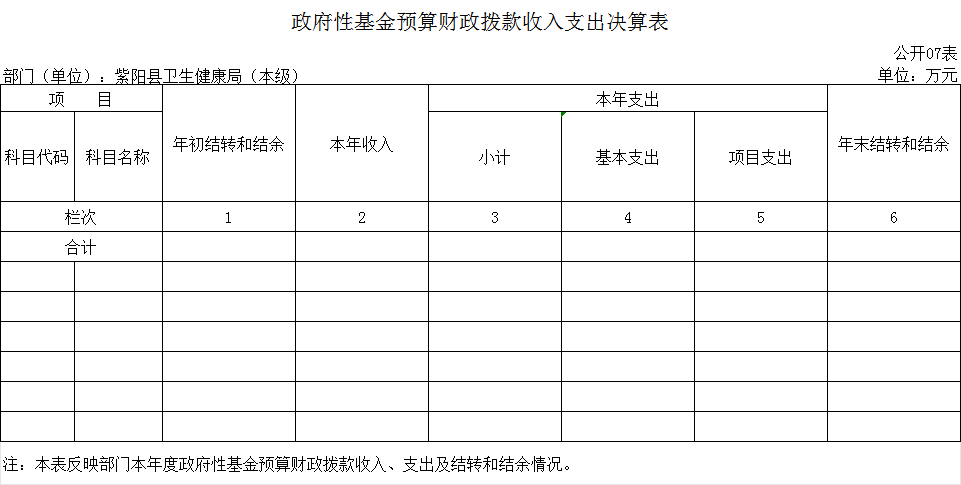 政府性基金预算财政拨款收入支出决算表
公开07表
部门（单位）：紫阳县卫生健康局（本级）
单位：万元
项　　目
年初结转和结余
本年收入
本年支出
年末结转和结余
科目代码
科目名称
小计
基本支出
项目支出
栏次
1
2
3
4
5
6
合计
注：本表反映部门本年度政府性基金预算财政拨款收入、支出及结转和结余情况。